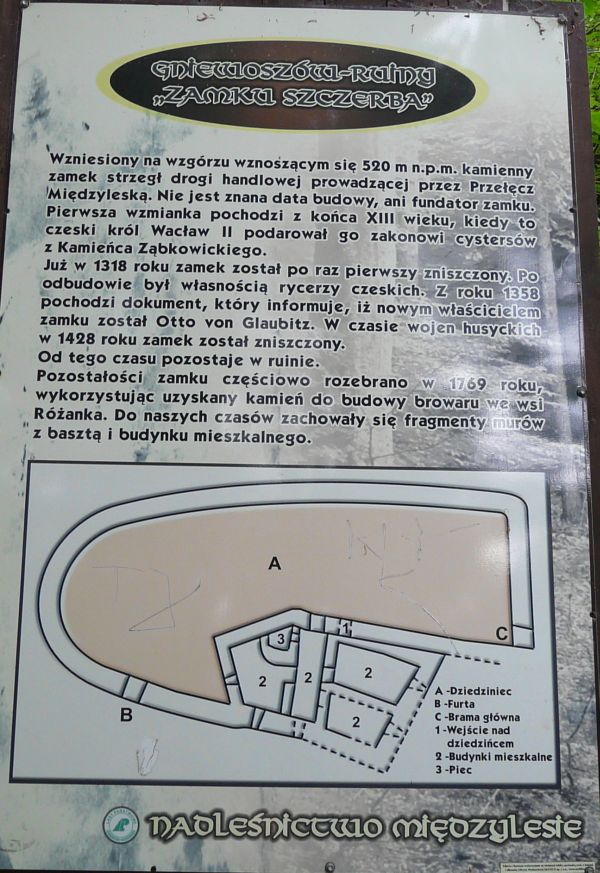 GNIEWOSZÓW-RUINY
„ZAMKU SZCZERBA”
Wzniesiony na wzgórzu wznoszącym się 520 m n.p.m. kamienny
zamek strzegł drogi handlowej prowadzącej przez Przełęcz
Międzyleską. Nie jest znana data budowy, ani fundator zamku.
Pierwsza wzmianka pochodzi z końca XIII wieku, kiedy to
czeski król Wacław II podarował go zakonowi cystersów
z Kamieńca Ząbkowickiego.
Już w 1318 roku zamek został po raz pierwszy zniszczony. Po
odbudowie był własnością rycerzy czeskich. Z roku 1358
pochodzi dokument, który informuje, iż nowym właścicielem
zamku został Otto von Glaubitz. W czasie wojen husyckich
w 1428 roku zamek został zniszczony.
Od tego czasu pozostaje w ruinie.
Pozostałości zamku częściowo rozebrano w 1769 roku,
wykorzystując uzyskany kamień do budowy browaru we wsi
Różanka. Do naszych czasów zachowały się fragmenty murów
z basztą i budynku mieszkalnego.
A
1
C
3
2
2
2
2
B
A -Dziedziniec
B -Furta
C -Brama główna
1 -Wejście nad
dziedzińcem
2 -Budynki mieszkalne
3 -Piec
NADLEŚNICTWO MIĘDZYLESIE